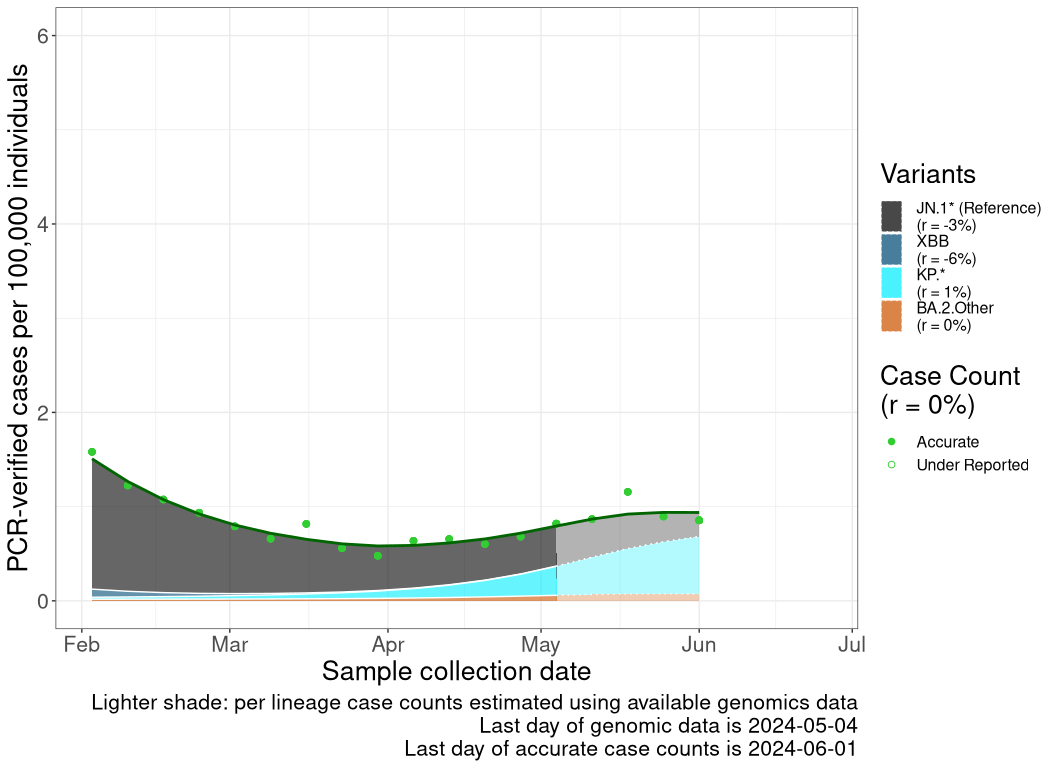 PCR-verified cases per 100,000 individuals
6
4
2
0
Feb
Mar
Apr
May
Jun
Jul
Sample collection date
Lighter shade: per lineage case counts estimated using available genomics data
Last day of genomic data is 2024-05-04
Last day of accurate case counts is 2024-06-01
Variants
JN.1* (Reference)
(r = -3%)
XBB
(r = -6%)
KP.*
(r = 1%)
BA.2.Other
(r = 0%)
Case Count
(r = 0%)
Accurate
Under Reported